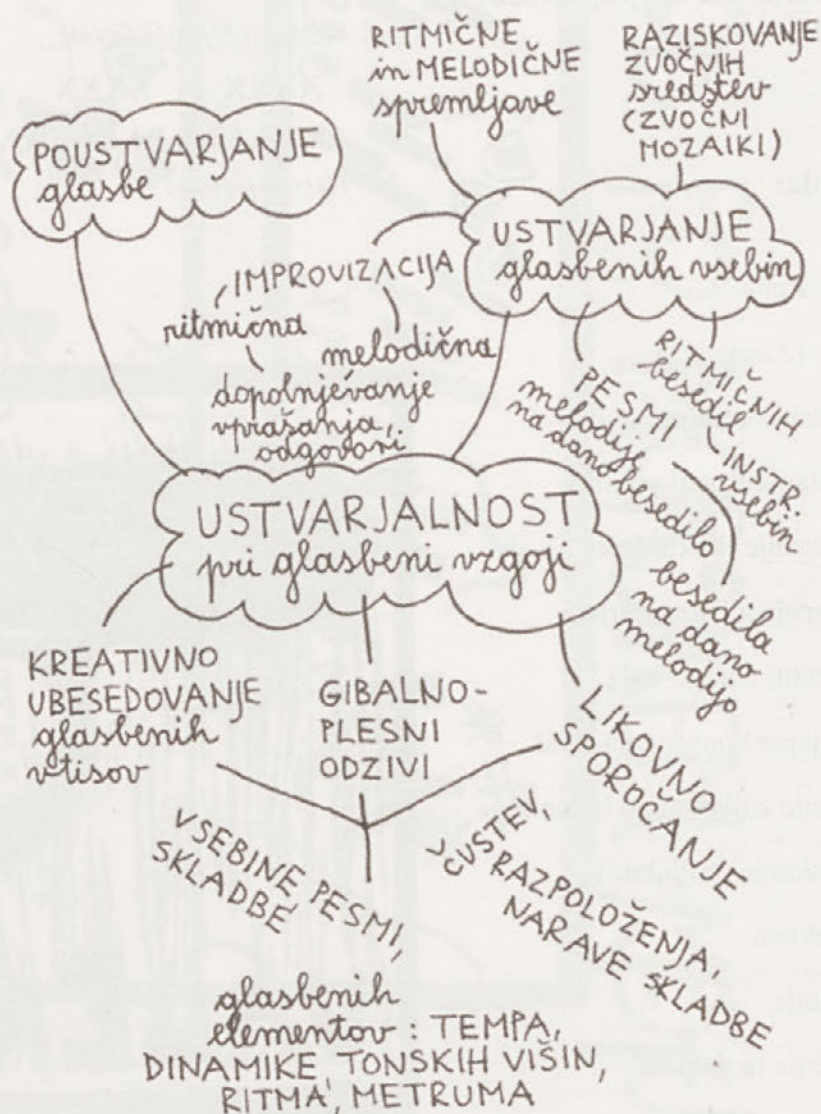 RITMIČNE
in MELODIČNE
spremljave
RAZISKOVANJE
ZVOČNIH
sredstev
(ZVOČNI
MOZAIKI)
POUSTVARJANJE
glasbe
USTVARJANJE
glasbenih vsebin
IMPROVIZACIJA
ritmična
melodična
dopolnjevanje
vprašanja,
odgovori
RITMIČNIH
besedil
INSTR.
vsebin
PESMI
melodije
na dano besedilo
besedila
na dano
melodijo
USTVARJALNOST
pri glasbeni vzgoji
KREATIVNO
UBESEDOVANJE
glasbenih
vtisov
GIBALNO-
PLESNI
ODZIVI
LIKOVNO
SPOROČANJE
VSEBINE PESMI,
SKLADBE
ČUSTEV,
RAZPOLOŽENJA,
NARAVE SKLADBE
glasbenih
elementov : TEMPA,
DINAMIKE, TONSKIH VIŠIN,
RITMA, METRUMA